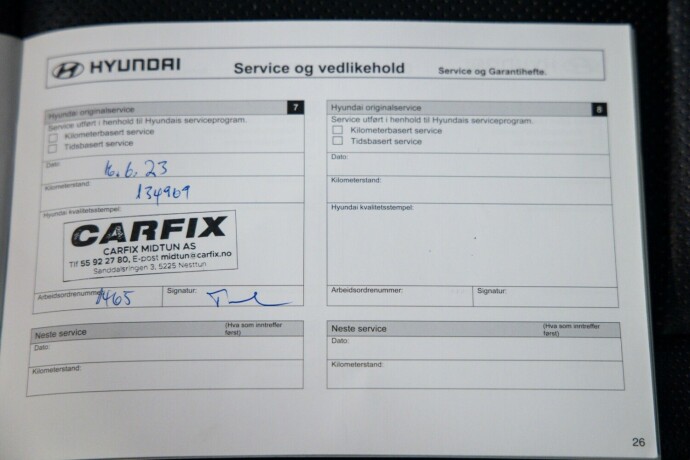 HYUNDAI Service og vedlikehold Service og Garantihefte.
Hyundai originalservice 7
Service utført i henhold til Hyundais serviceprogram.
Kilometerbasert service
Tidsbasert service
Dato: 16.6.23
Kilometerstand: 134909
Hyundai kvalitetsstempel:
CARFIX
CARFIX MIDTUN AS
Tlf 55 92 27 80, E-post midtun@carfix.no
Sanddalsringen 3, 5225 Nesttun
Arbeidsordrenummer: 1465 Signatur:
Neste service (Hva som inntreffer først)
Dato:
Kilometerstand:
Hyundai originalservice 8
Service utført i henhold til Hyundais serviceprogram.
Kilometerbasert service
Tidsbasert service
Dato:
Kilometerstand:
Hyundai kvalitetsstempel:
Arbeidsordrenummer: Signatur:
Neste service (Hva som inntreffer først)
Dato:
Kilometerstand:
26